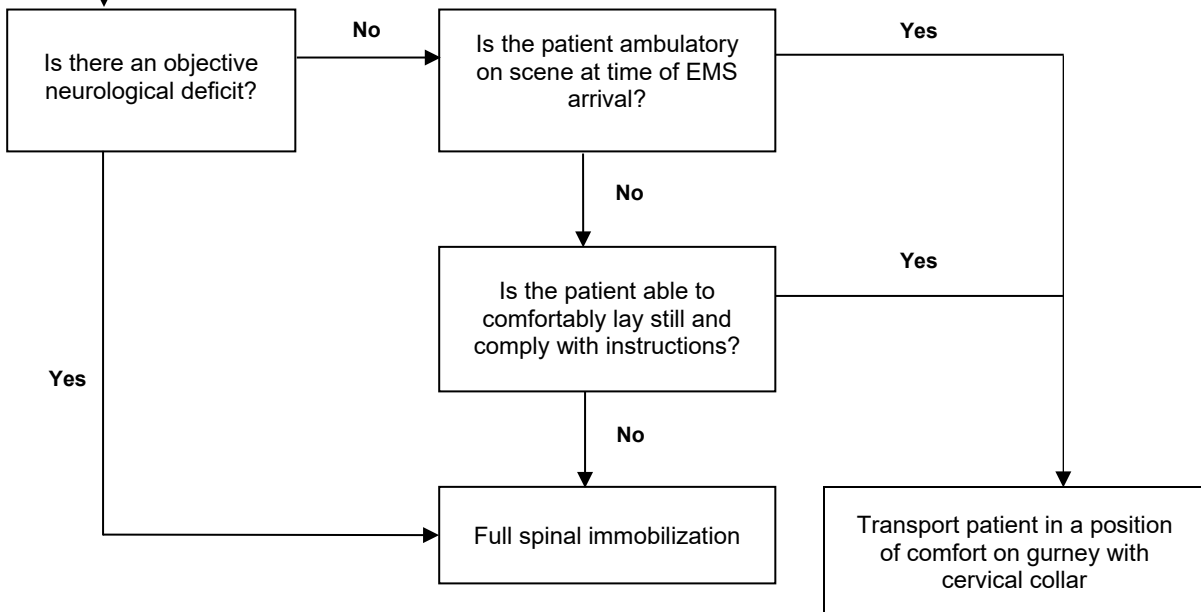 No
Yes
Is there an objective
neurological deficit?
Is the patient ambulatory
on scene at time of EMS
arrival?
No
Yes
Is the patient able to
comfortably lay still and
comply with instructions?
Yes
No
Full spinal immobilization
Transport patient in a position
of comfort on gurney with
cervical collar